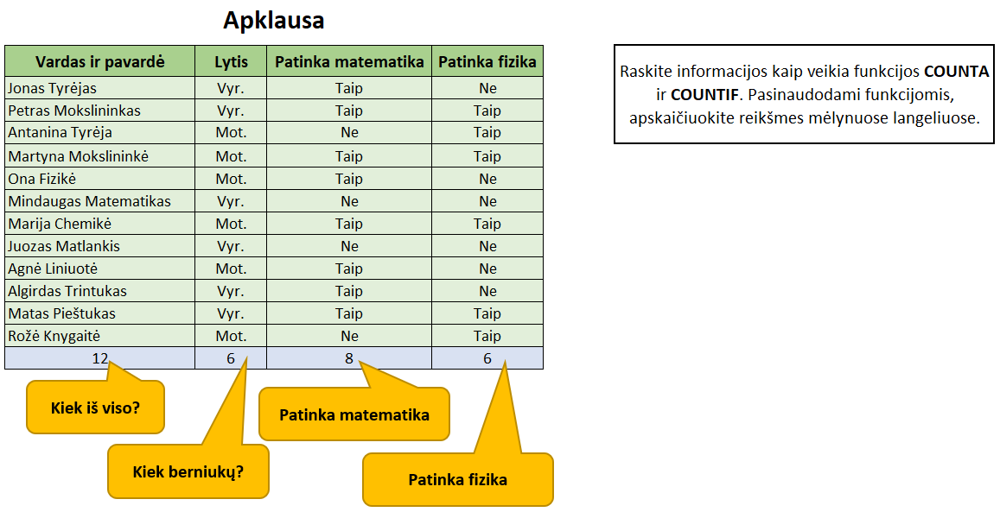 Apklausa
Vardas ir pavardė Lytis Patinka matematika Patinka fizika
Jonas Tyrėjas Vyr. Taip Ne
Petras Mokslininkas Vyr. Taip Taip
Antanina Tyrėja Mot. Ne Taip
Martyna Mokslininkė Mot. Taip Taip
Ona Fizikė Mot. Taip Ne
Mindaugas Matematikas Vyr. Ne Ne
Marija Chemikė Mot. Taip Taip
Juozas Matlankis Vyr. Ne Ne
Agnė Liniuotė Mot. Taip Ne
Algirdas Trintukas Vyr. Taip Ne
Matas Pieštukas Vyr. Taip Taip
Rožė Knygaitė Mot. Ne Taip
12 6 8 6
Kiek iš viso?
Kiek berniukų?
Patinka matematika
Patinka fizika
Raskite informacijos kaip veikia funkcijos COUNTA
ir COUNTIF. Pasinaudodami funkcijomis,
apskaičiuokite reikšmes mėlynuose langeliuose.